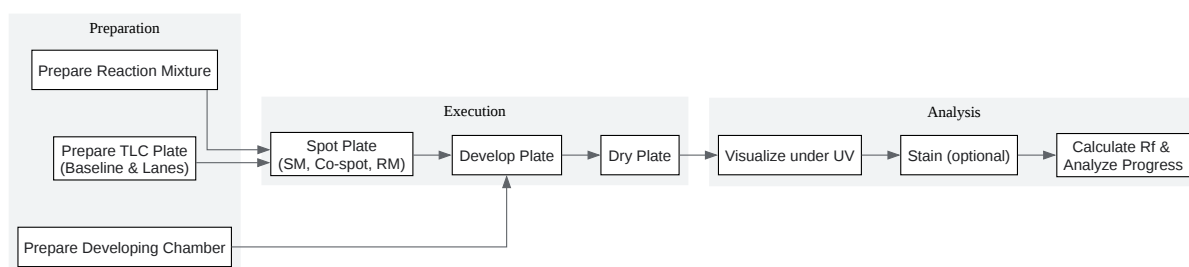 Preparation
Prepare Reaction Mixture
Prepare TLC Plate
(Baseline & Lanes)
Prepare Developing Chamber
Execution
Spot Plate
(SM, Co-spot, RM)
Develop Plate
Dry Plate
Analysis
Visualize under UV
Stain (optional)
Calculate Rf &
Analyze Progress